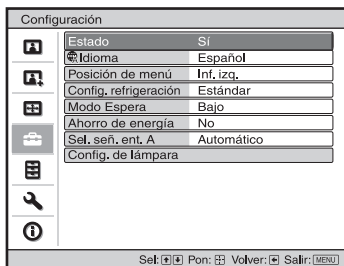 Configuración
Estado Sí
Idioma Español
Posición de menú Inf. izq.
Config. refrigeración Estándar
Modo Espera Bajo
Ahorro de energía No
Sel. señ. ent. A Automático
Config. de lámpara
Sel: Pon: Volver: Salir: MENU